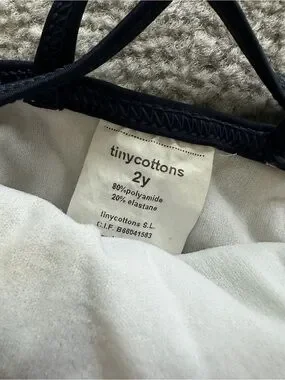 tinycottons
2y
80%polyamide
20% elastane
tinycottons S.L.
C.I.F. B66041583